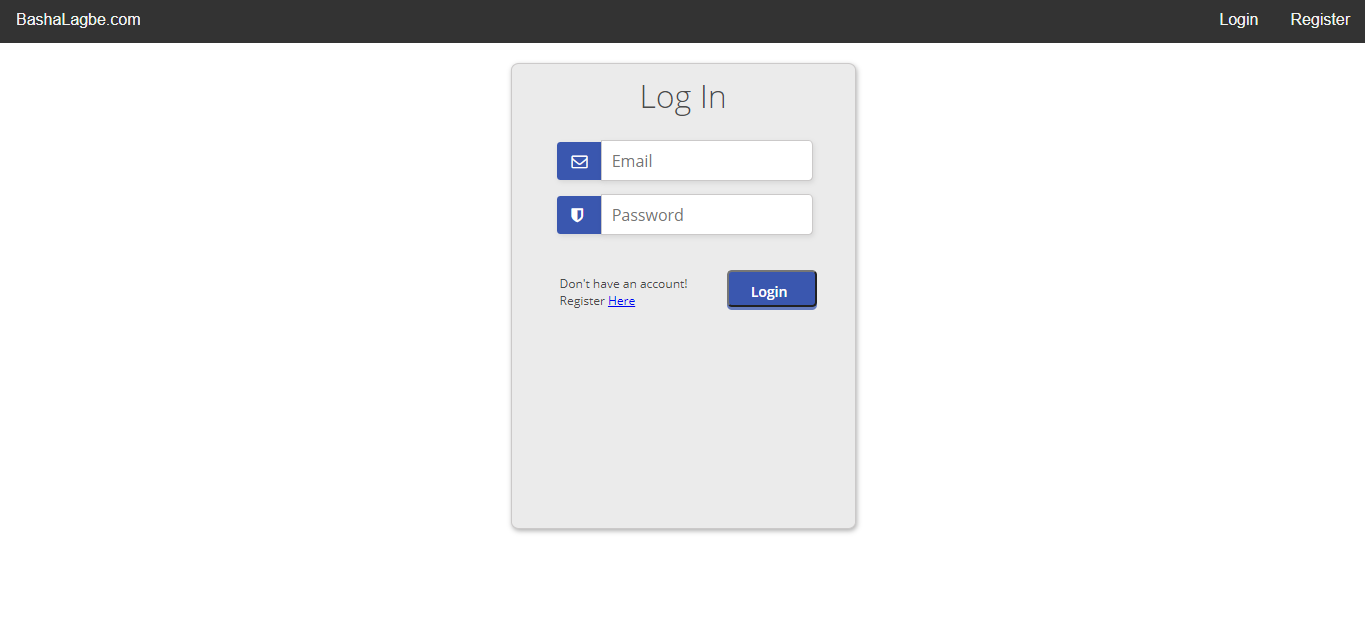 BashaLagbe.com
Login
Register
Log In
Email
Password
Don't have an account!
Register Here
Login